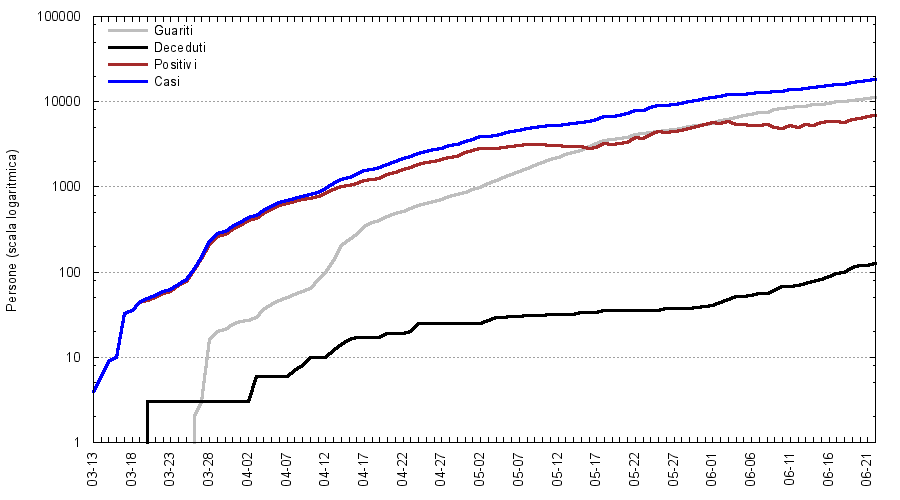 100000
10000
1000
100
10
1
Persone (scala logaritmica)
Guariti
Deceduti
Positivi
Casi
03-13 03-18 03-23 03-28 04-02 04-07 04-12 04-17 04-22 04-27 05-02 05-07 05-12 05-17 05-22 05-27 06-01 06-06 06-11 06-16 06-21